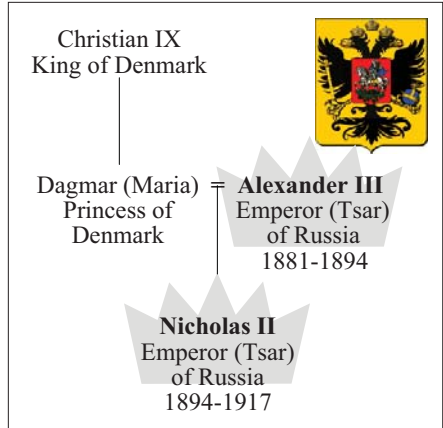 Christian IX
King of Denmark
Dagmar (Maria)
Princess of
Denmark
=
Alexander III
Emperor (Tsar)
of Russia
1881-1894
Nicholas II
Emperor (Tsar)
of Russia
1894-1917